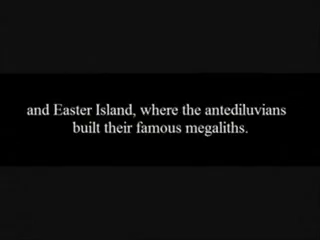 and Easter Island, where the antediluvians
built their famous megaliths.